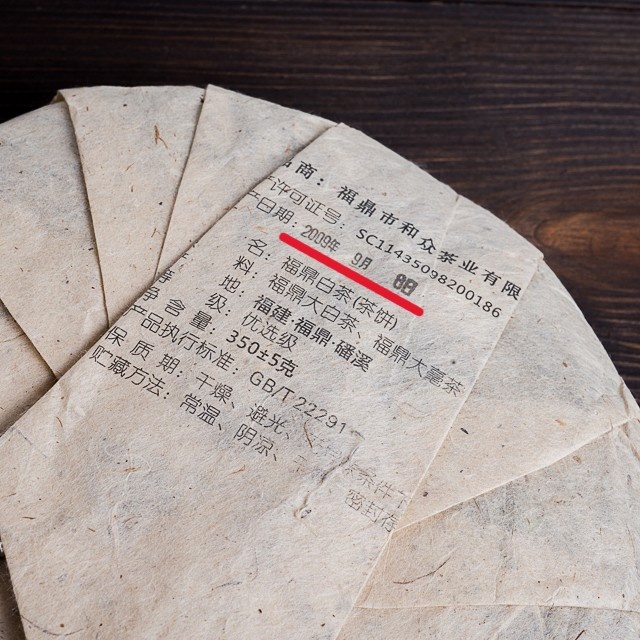 商：福鼎市和众茶业有限
许可证号：SC11435098200186
日期：2009年 9月 8日
名：福鼎白茶(茶饼)
料：福鼎大白茶、福鼎大毫茶
地：福建·福鼎·磻溪
级：优选级
净含量：350±5克
产品执行标准：GB/T 22291
保质期：干燥、避光、
贮藏方法：常温、阴凉、
密封